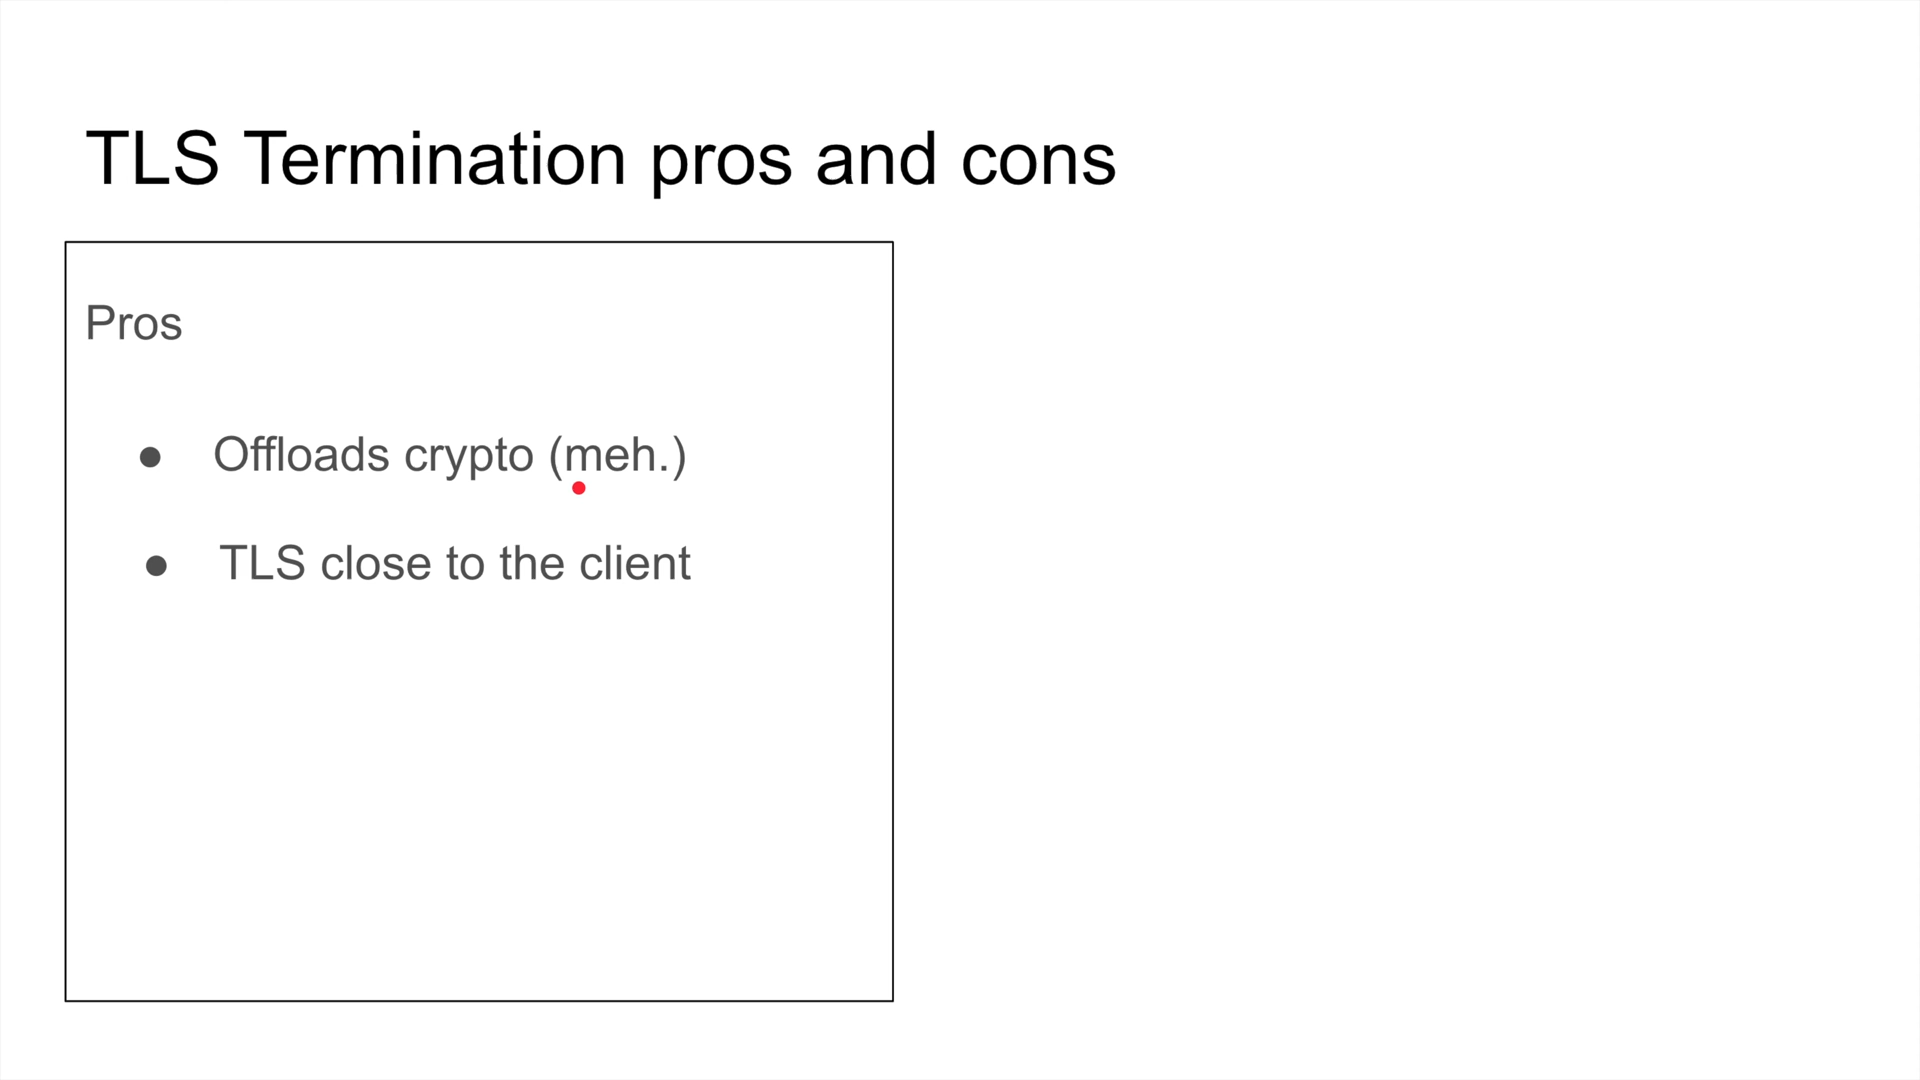 TLS Termination pros and cons
Pros
● Offloads crypto (meh.)
● TLS close to the client